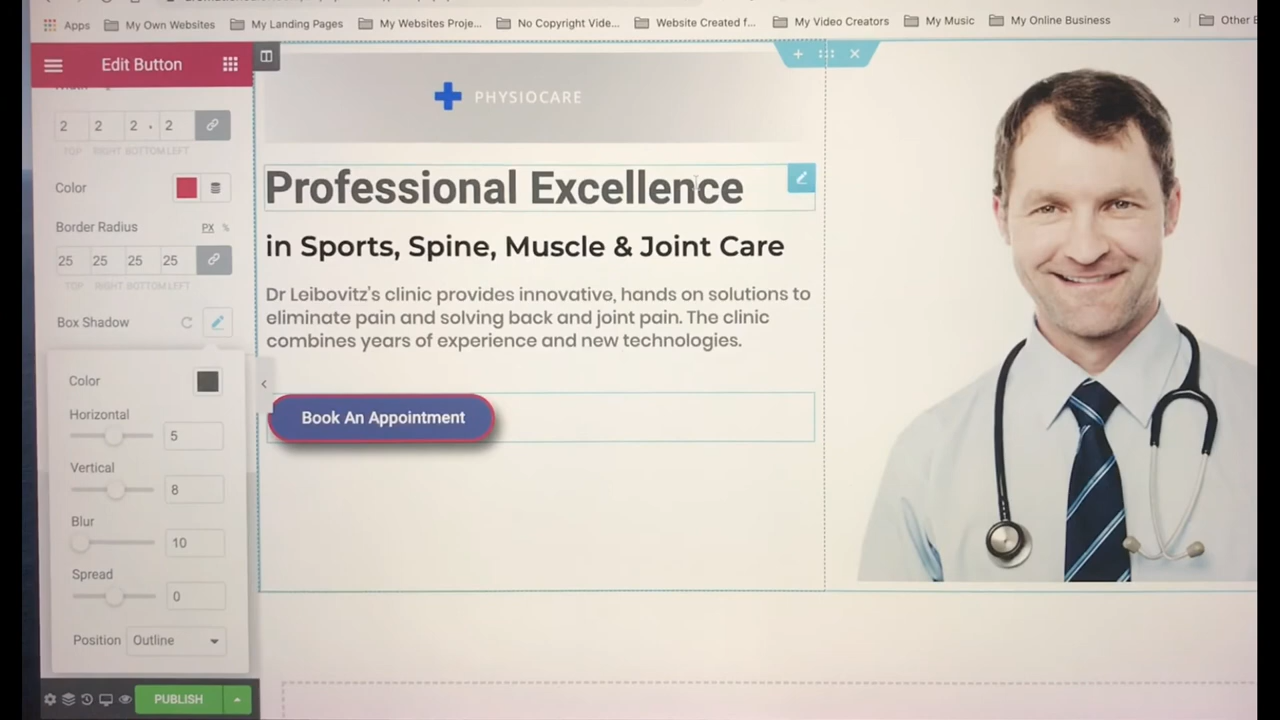 Apps
My Own Websites
My Landing Pages
My Websites Proje...
No Copyright Vide...
Website Created f...
My Video Creators
My Music
My Online Business
»
Other
Edit Button
PHYSIOCARE
2 2 2 2
TOP RIGHT BOTTOM LEFT
Color
Professional Excellence
Border Radius
PX %
in Sports, Spine, Muscle & Joint Care
25 25 25 25
TOP RIGHT BOTTOM LEFT
Dr Leibovitz's clinic provides innovative, hands on solutions to
eliminate pain and solving back and joint pain. The clinic
combines years of experience and new technologies.
Box Shadow
Color
Book An Appointment
Horizontal
5
Vertical
8
Blur
10
Spread
0
Position Outline
PUBLISH